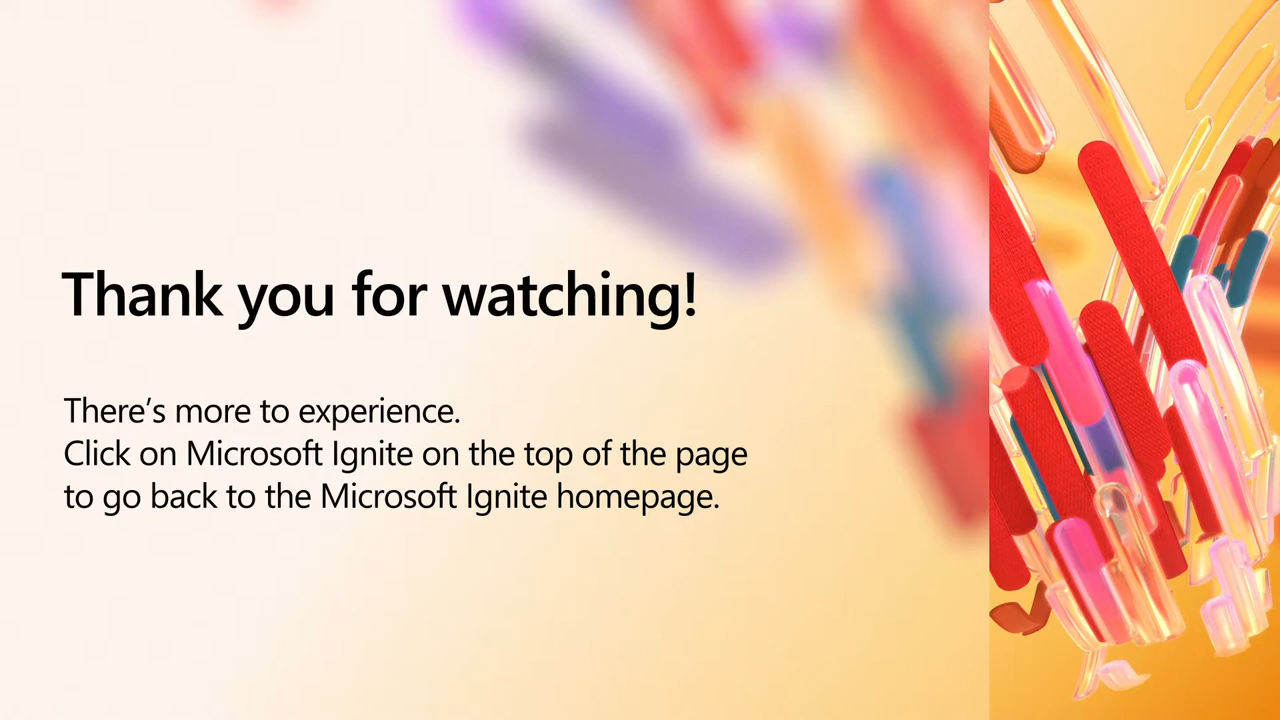 Thank you for watching!
There’s more to experience.
Click on Microsoft Ignite on the top of the page
to go back to the Microsoft Ignite homepage.